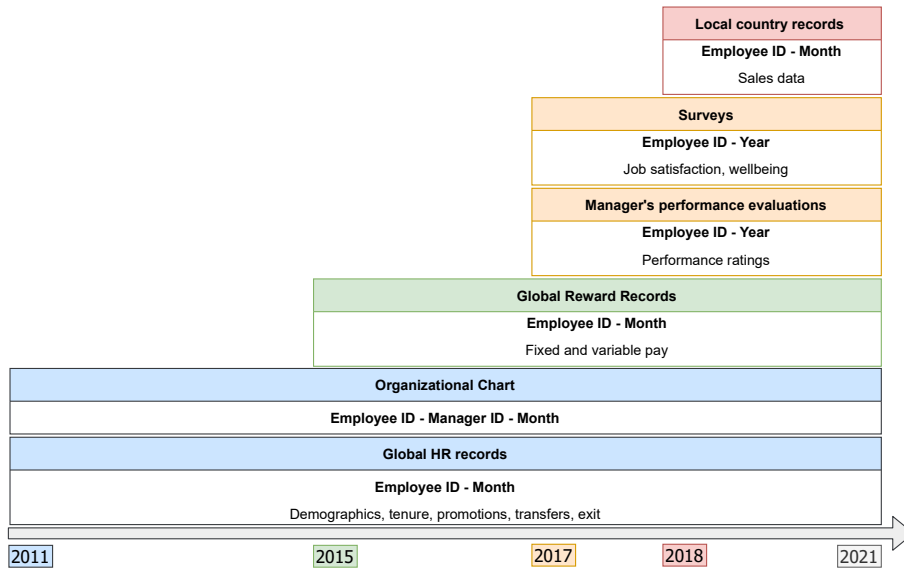 Local country records
Employee ID - Month
Sales data
Surveys
Employee ID - Year
Job satisfaction, wellbeing
Manager's performance evaluations
Employee ID - Year
Performance ratings
Global Reward Records
Employee ID - Month
Fixed and variable pay
Organizational Chart
Employee ID - Manager ID - Month
Global HR records
Employee ID - Month
Demographics, tenure, promotions, transfers, exit
2011 2015 2017 2018 2021